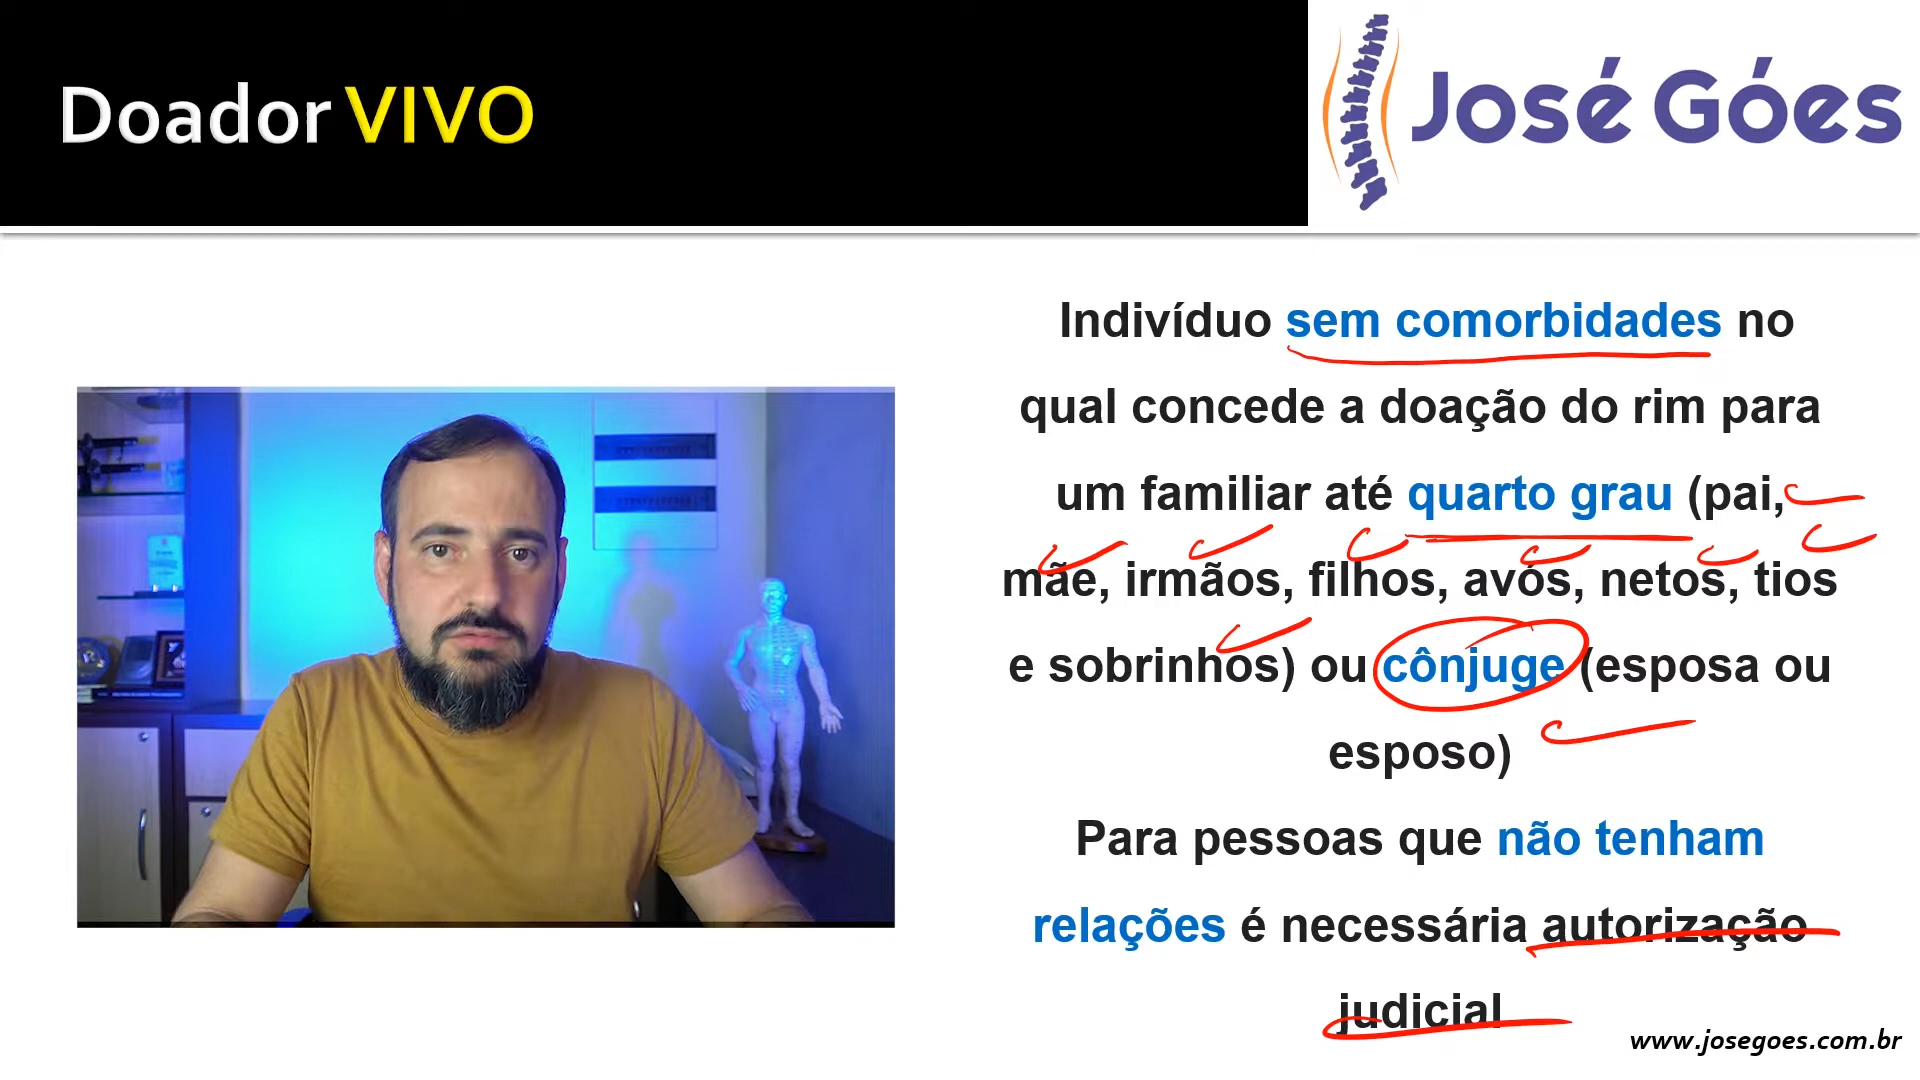 Doador VIVO
José Góes
Indivíduo sem comorbidades no
qual concede a doação do rim para
um familiar até quarto grau (pai,
mãe, irmãos, filhos, avós, netos, tios
e sobrinhos) ou cônjuge (esposa ou
esposo)
Para pessoas que não tenham
relações é necessária autorização
judicial
www.josegoes.com.br